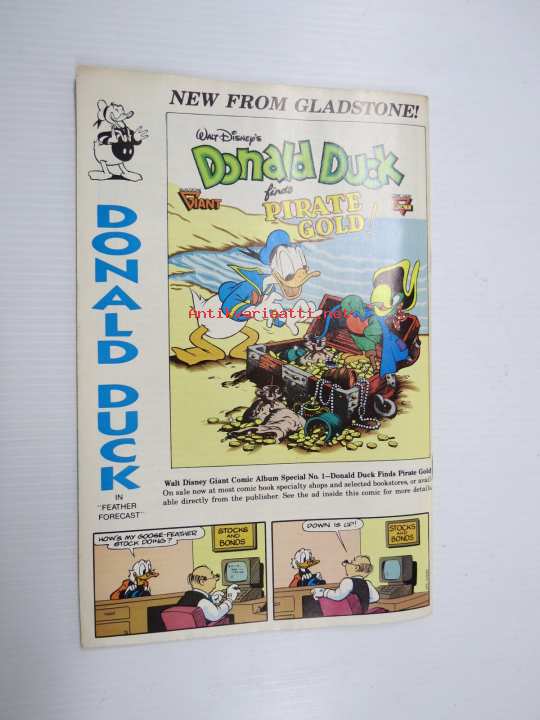 NEW FROM GLADSTONE!
WALT DISNEY'S
Donald Duck
finds
GIANT
PIRATE
GOLD!
Antikvariaatti.net
DONALD DUCK
IN
"FEATHER
FORECAST"
Walt Disney Giant Comic Album Special No. 1—Donald Duck Finds Pirate Gold
On sale now at most comic book specialty shops and selected bookstores, or avail
able directly from the publisher. See the ad inside this comic for more details
HOW'S MY GOOSE-FEATHER
STOCK DOING?
STOCKS
AND
BONDS
DOWN IS UP!
STOCKS
AND
BONDS